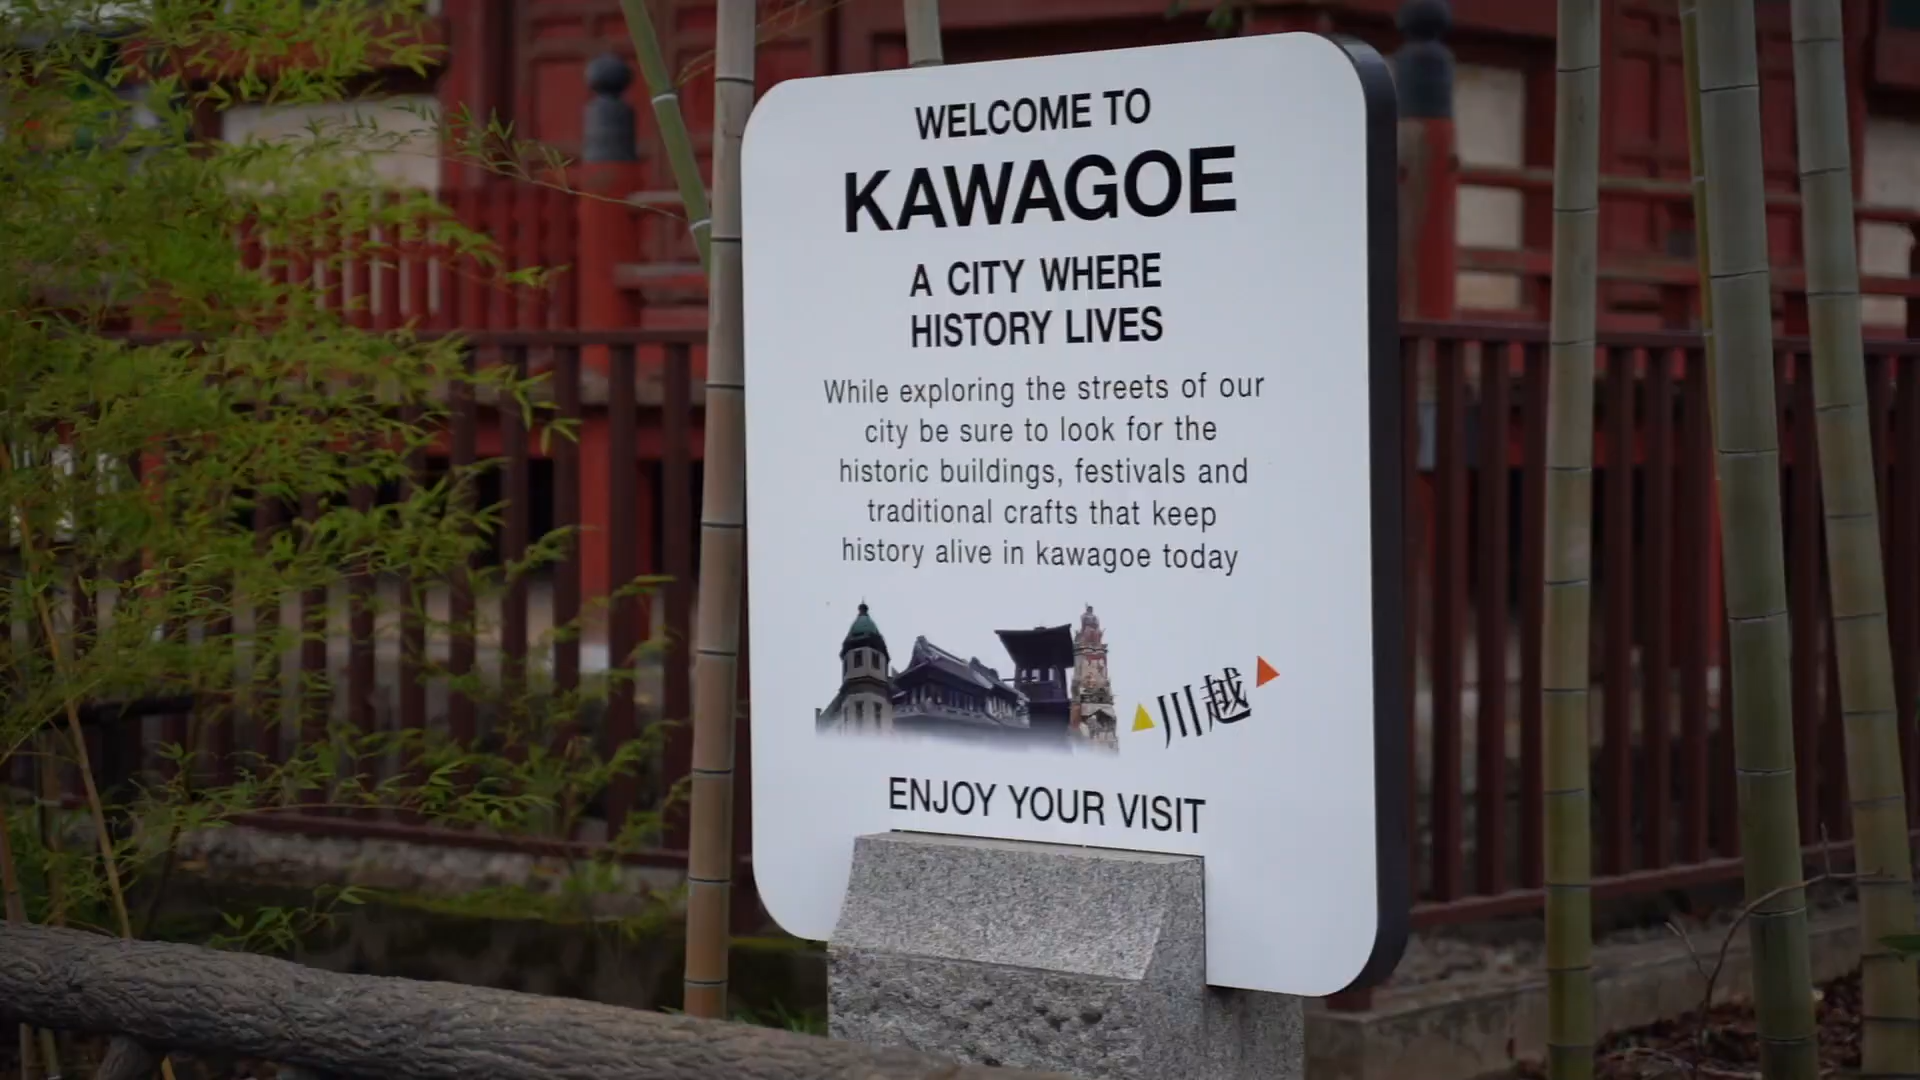 WELCOME TO
KAWAGOE
A CITY WHERE
HISTORY LIVES
While exploring the streets of our
city be sure to look for the
historic buildings, festivals and
traditional crafts that keep
history alive in kawagoe today
川越
ENJOY YOUR VISIT